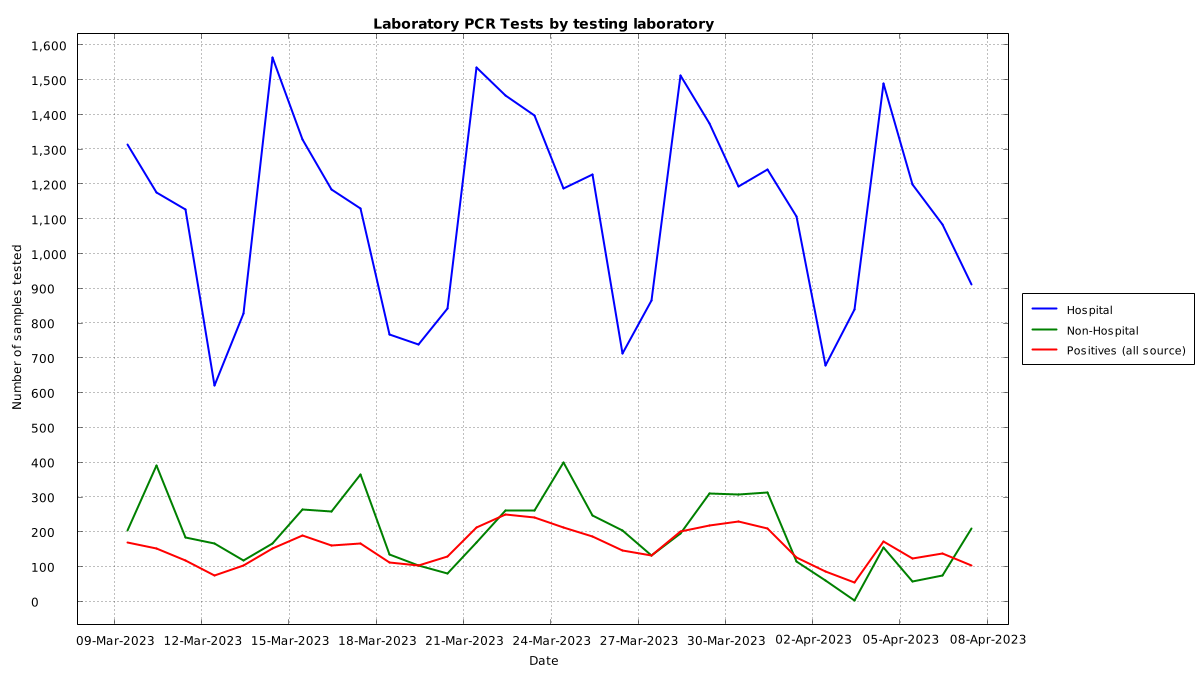 Laboratory PCR Tests by testing laboratory
1,600
1,500
1,400
1,300
1,200
1,100
1,000
900
800
700
600
500
400
300
200
100
0
Number of samples tested
09-Mar-2023 12-Mar-2023 15-Mar-2023 18-Mar-2023 21-Mar-2023 24-Mar-2023 27-Mar-2023 30-Mar-2023 02-Apr-2023 05-Apr-2023 08-Apr-2023
Date
Hospital
Non-Hospital
Positives (all source)